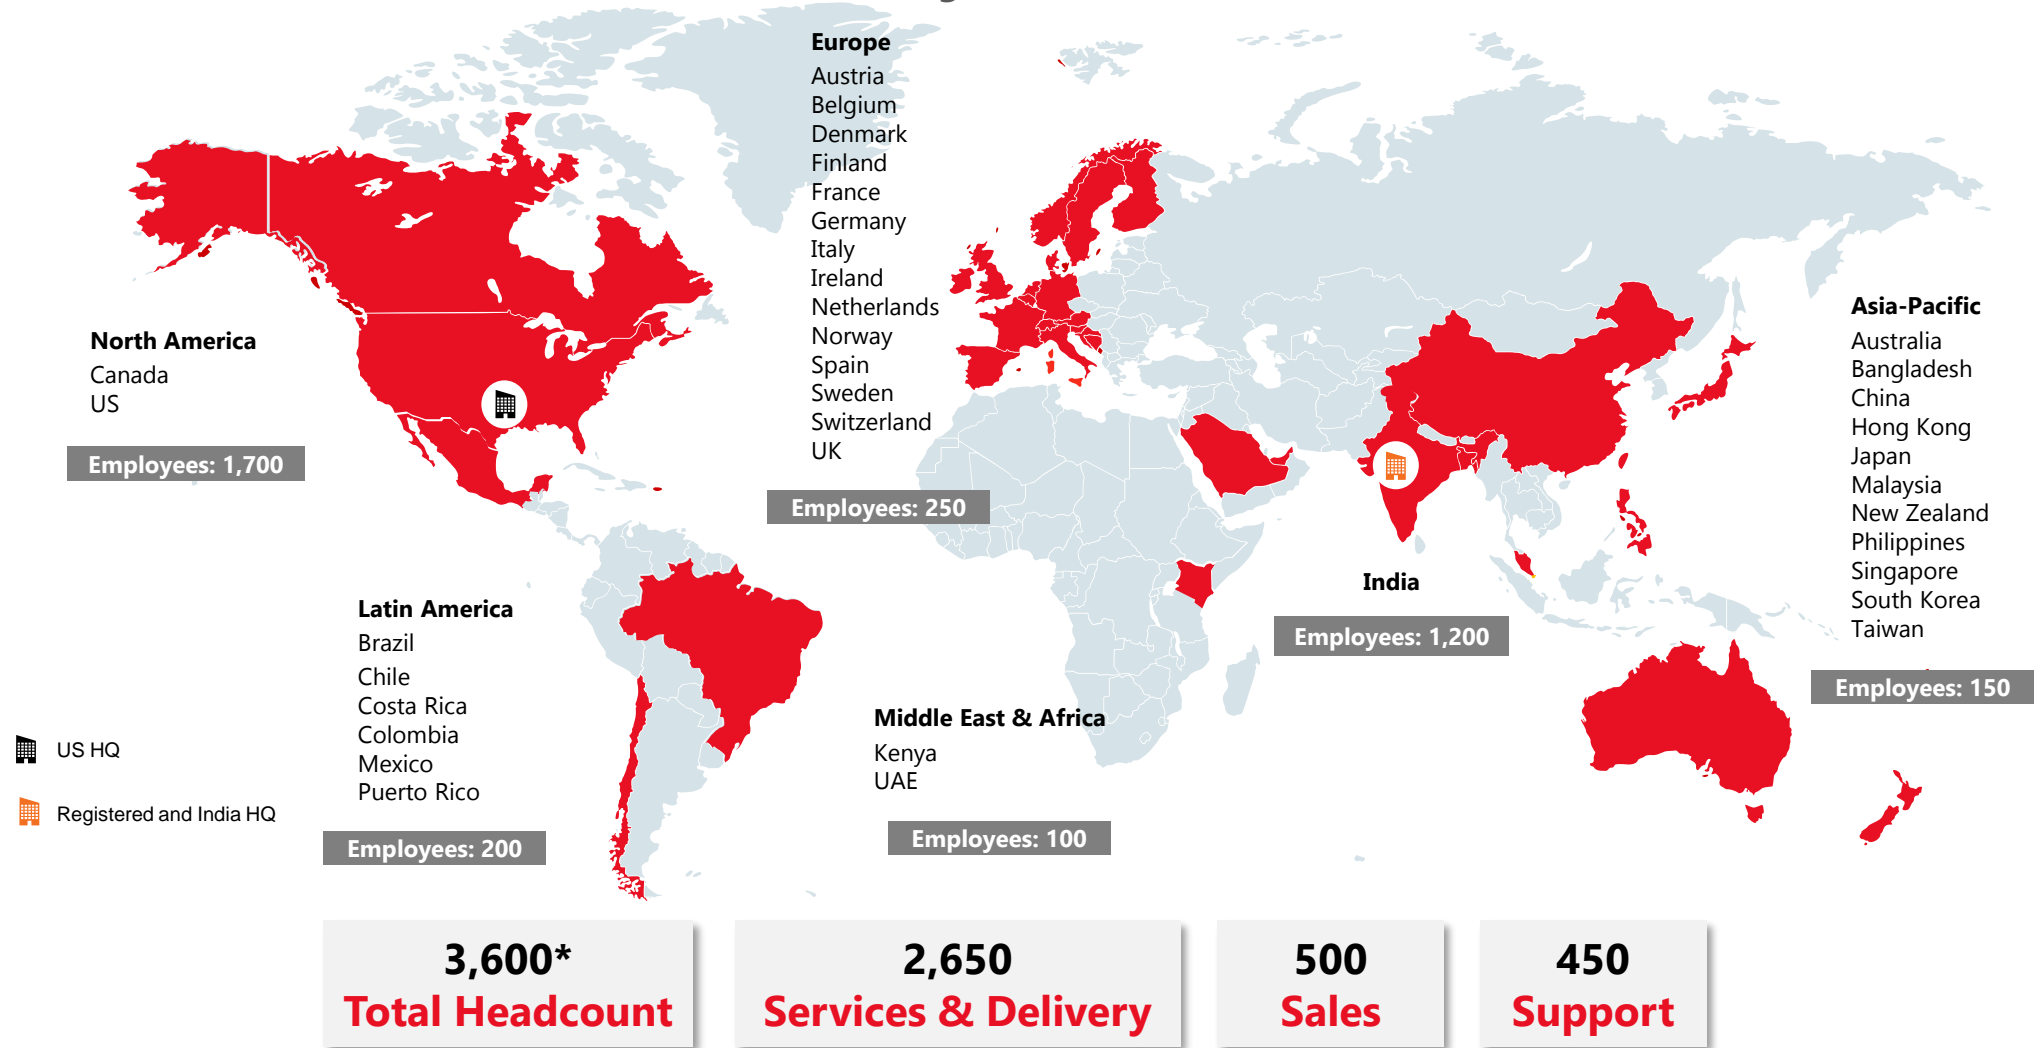 Europe
Austria
Belgium
Denmark
Finland
France
Germany
Italy
Ireland
Netherlands
Norway
Spain
Sweden
Switzerland
UK
Employees: 250
North America
Canada
US
Employees: 1,700
Asia-Pacific
Australia
Bangladesh
China
Hong Kong
Japan
Malaysia
New Zealand
Philippines
Singapore
South Korea
Taiwan
Employees: 150
India
Employees: 1,200
Latin America
Brazil
Chile
Costa Rica
Colombia
Mexico
Puerto Rico
Employees: 200
Middle East & Africa
Kenya
UAE
Employees: 100
US HQ
Registered and India HQ
3,600*
Total Headcount
2,650
Services & Delivery
500
Sales
450
Support